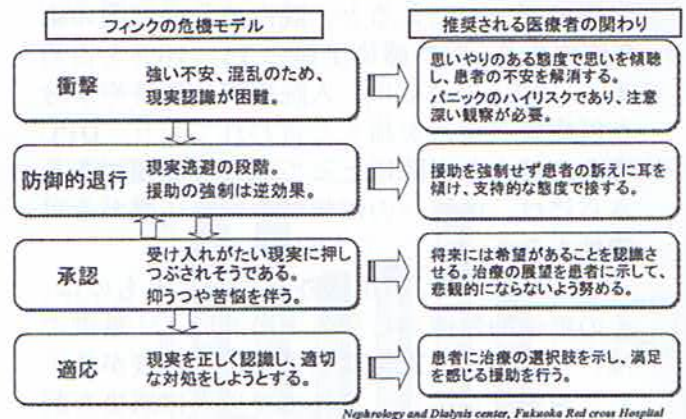 フィンクの危機モデル
推奨される医療者の関わり
衝撃
強い不安、混乱のため、
現実認識が困難。
思いやりのある態度で思いを傾聴
し、患者の不安を解消する。
パニックのハイリスクであり、注意
深い観察が必要。
防御的退行
現実逃避の段階。
援助の強制は逆効果。
援助を強制せず患者の訴えに耳を
傾け、支持的な態度で接する。
承認
受け入れがたい現実に押し
つぶされそうである。
抑うつや苦悩を伴う。
将来には希望があることを認識さ
せる。治療の展望を患者に示して、
悲観的にならないよう努める。
適応
現実を正しく認識し、適切
な対処をしようとする。
患者に治療の選択肢を示し、満足
を感じる援助を行う。
Nephrology and Dialysis center, Fukuoka Red cross Hospital